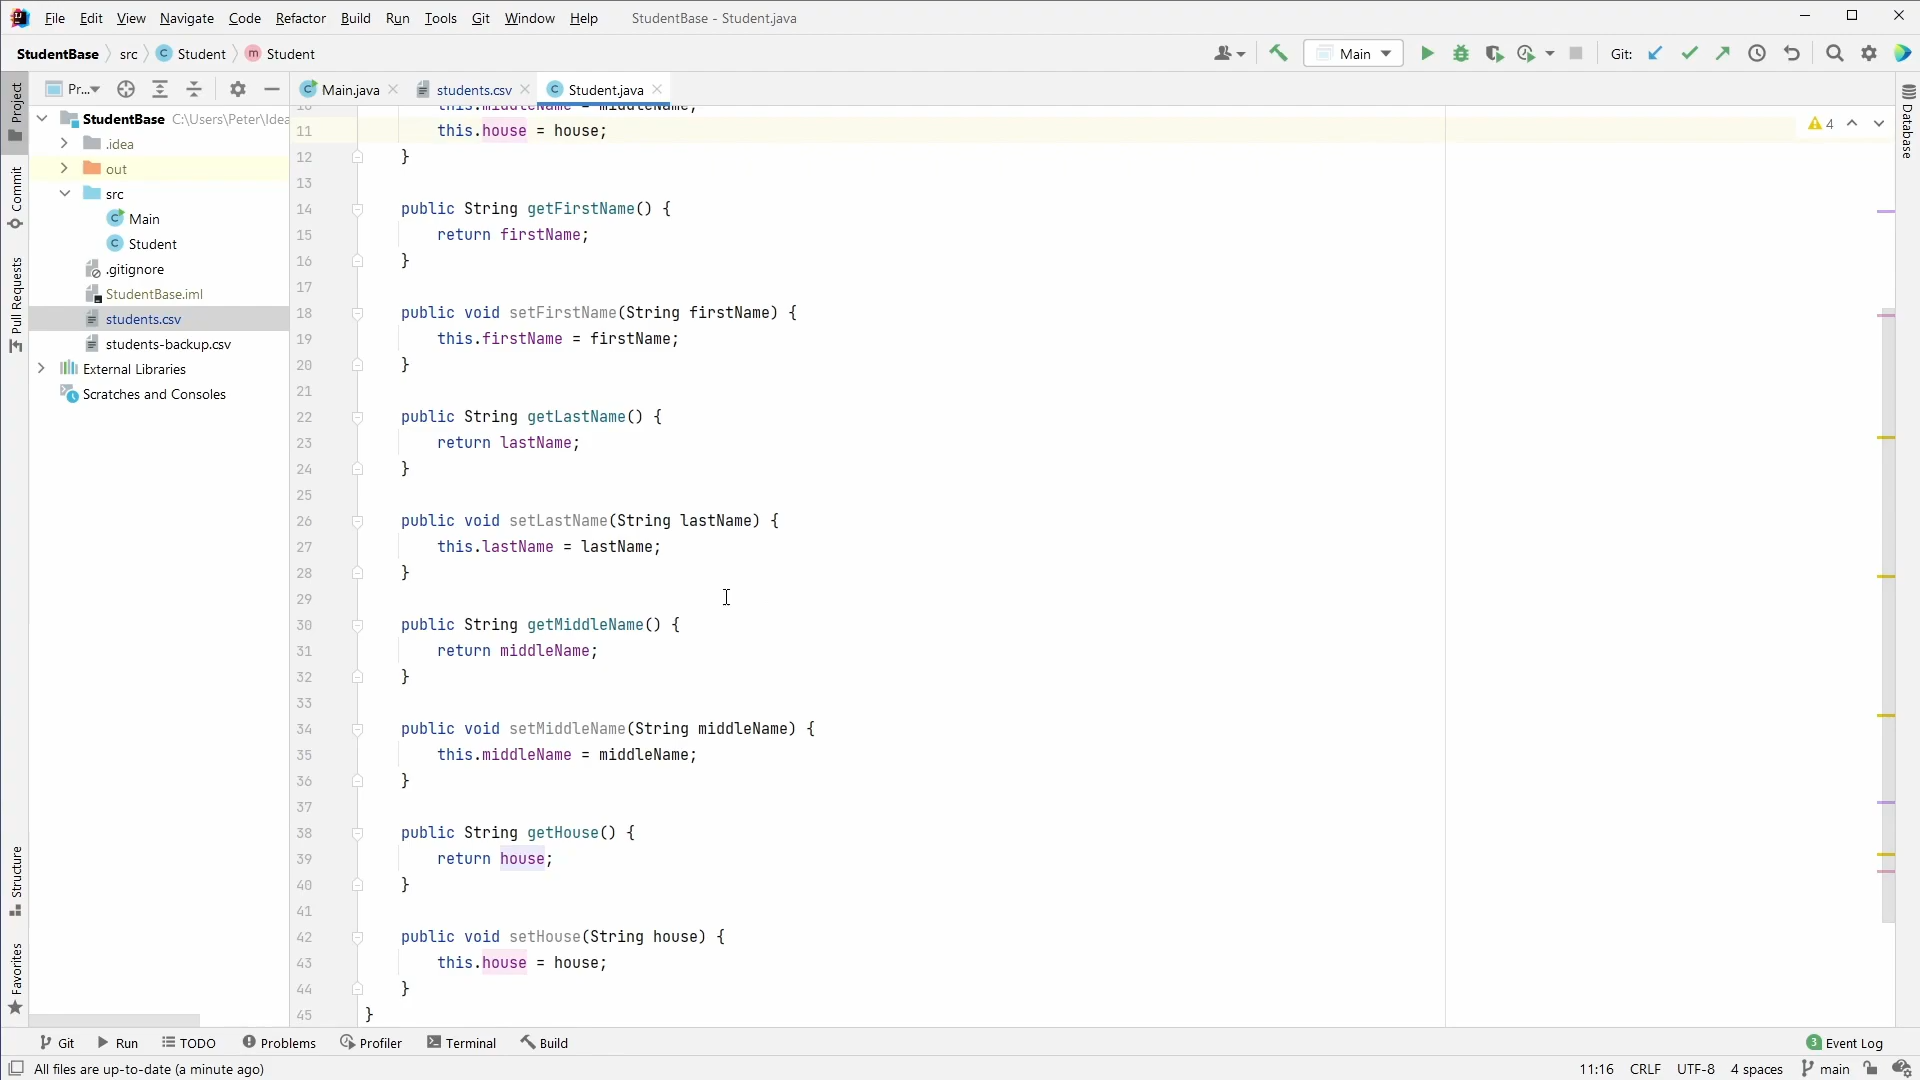 File Edit View Navigate Code Refactor Build Run Tools Git Window Help StudentBase - Student.java
StudentBase src Student m Student Main Git:
Pr... Main.java students.csv Student.java
Project
Commit
Pull Requests
Structure
Favorites
StudentBase C:\Users\Peter\Idea
.idea
out
src
Main
Student
.gitignore
StudentBase.iml
students.csv
students-backup.csv
External Libraries
Scratches and Consoles
10 this.middleName = middleName;
11 this.house = house;
12 }
13
14 public String getFirstName() {
15 return firstName;
16 }
17
18 public void setFirstName(String firstName) {
19 this.firstName = firstName;
20 }
21
22 public String getLastName() {
23 return lastName;
24 }
25
26 public void setLastName(String lastName) {
27 this.lastName = lastName;
28 }
29
30 public String getMiddleName() {
31 return middleName;
32 }
33
34 public void setMiddleName(String middleName) {
35 this.middleName = middleName;
36 }
37
38 public String getHouse() {
39 return house;
40 }
41
42 public void setHouse(String house) {
43 this.house = house;
44 }
45 }
4
Database
Git Run TODO Problems Profiler Terminal Build 3 Event Log
All files are up-to-date (a minute ago) 11:16 CRLF UTF-8 4 spaces main